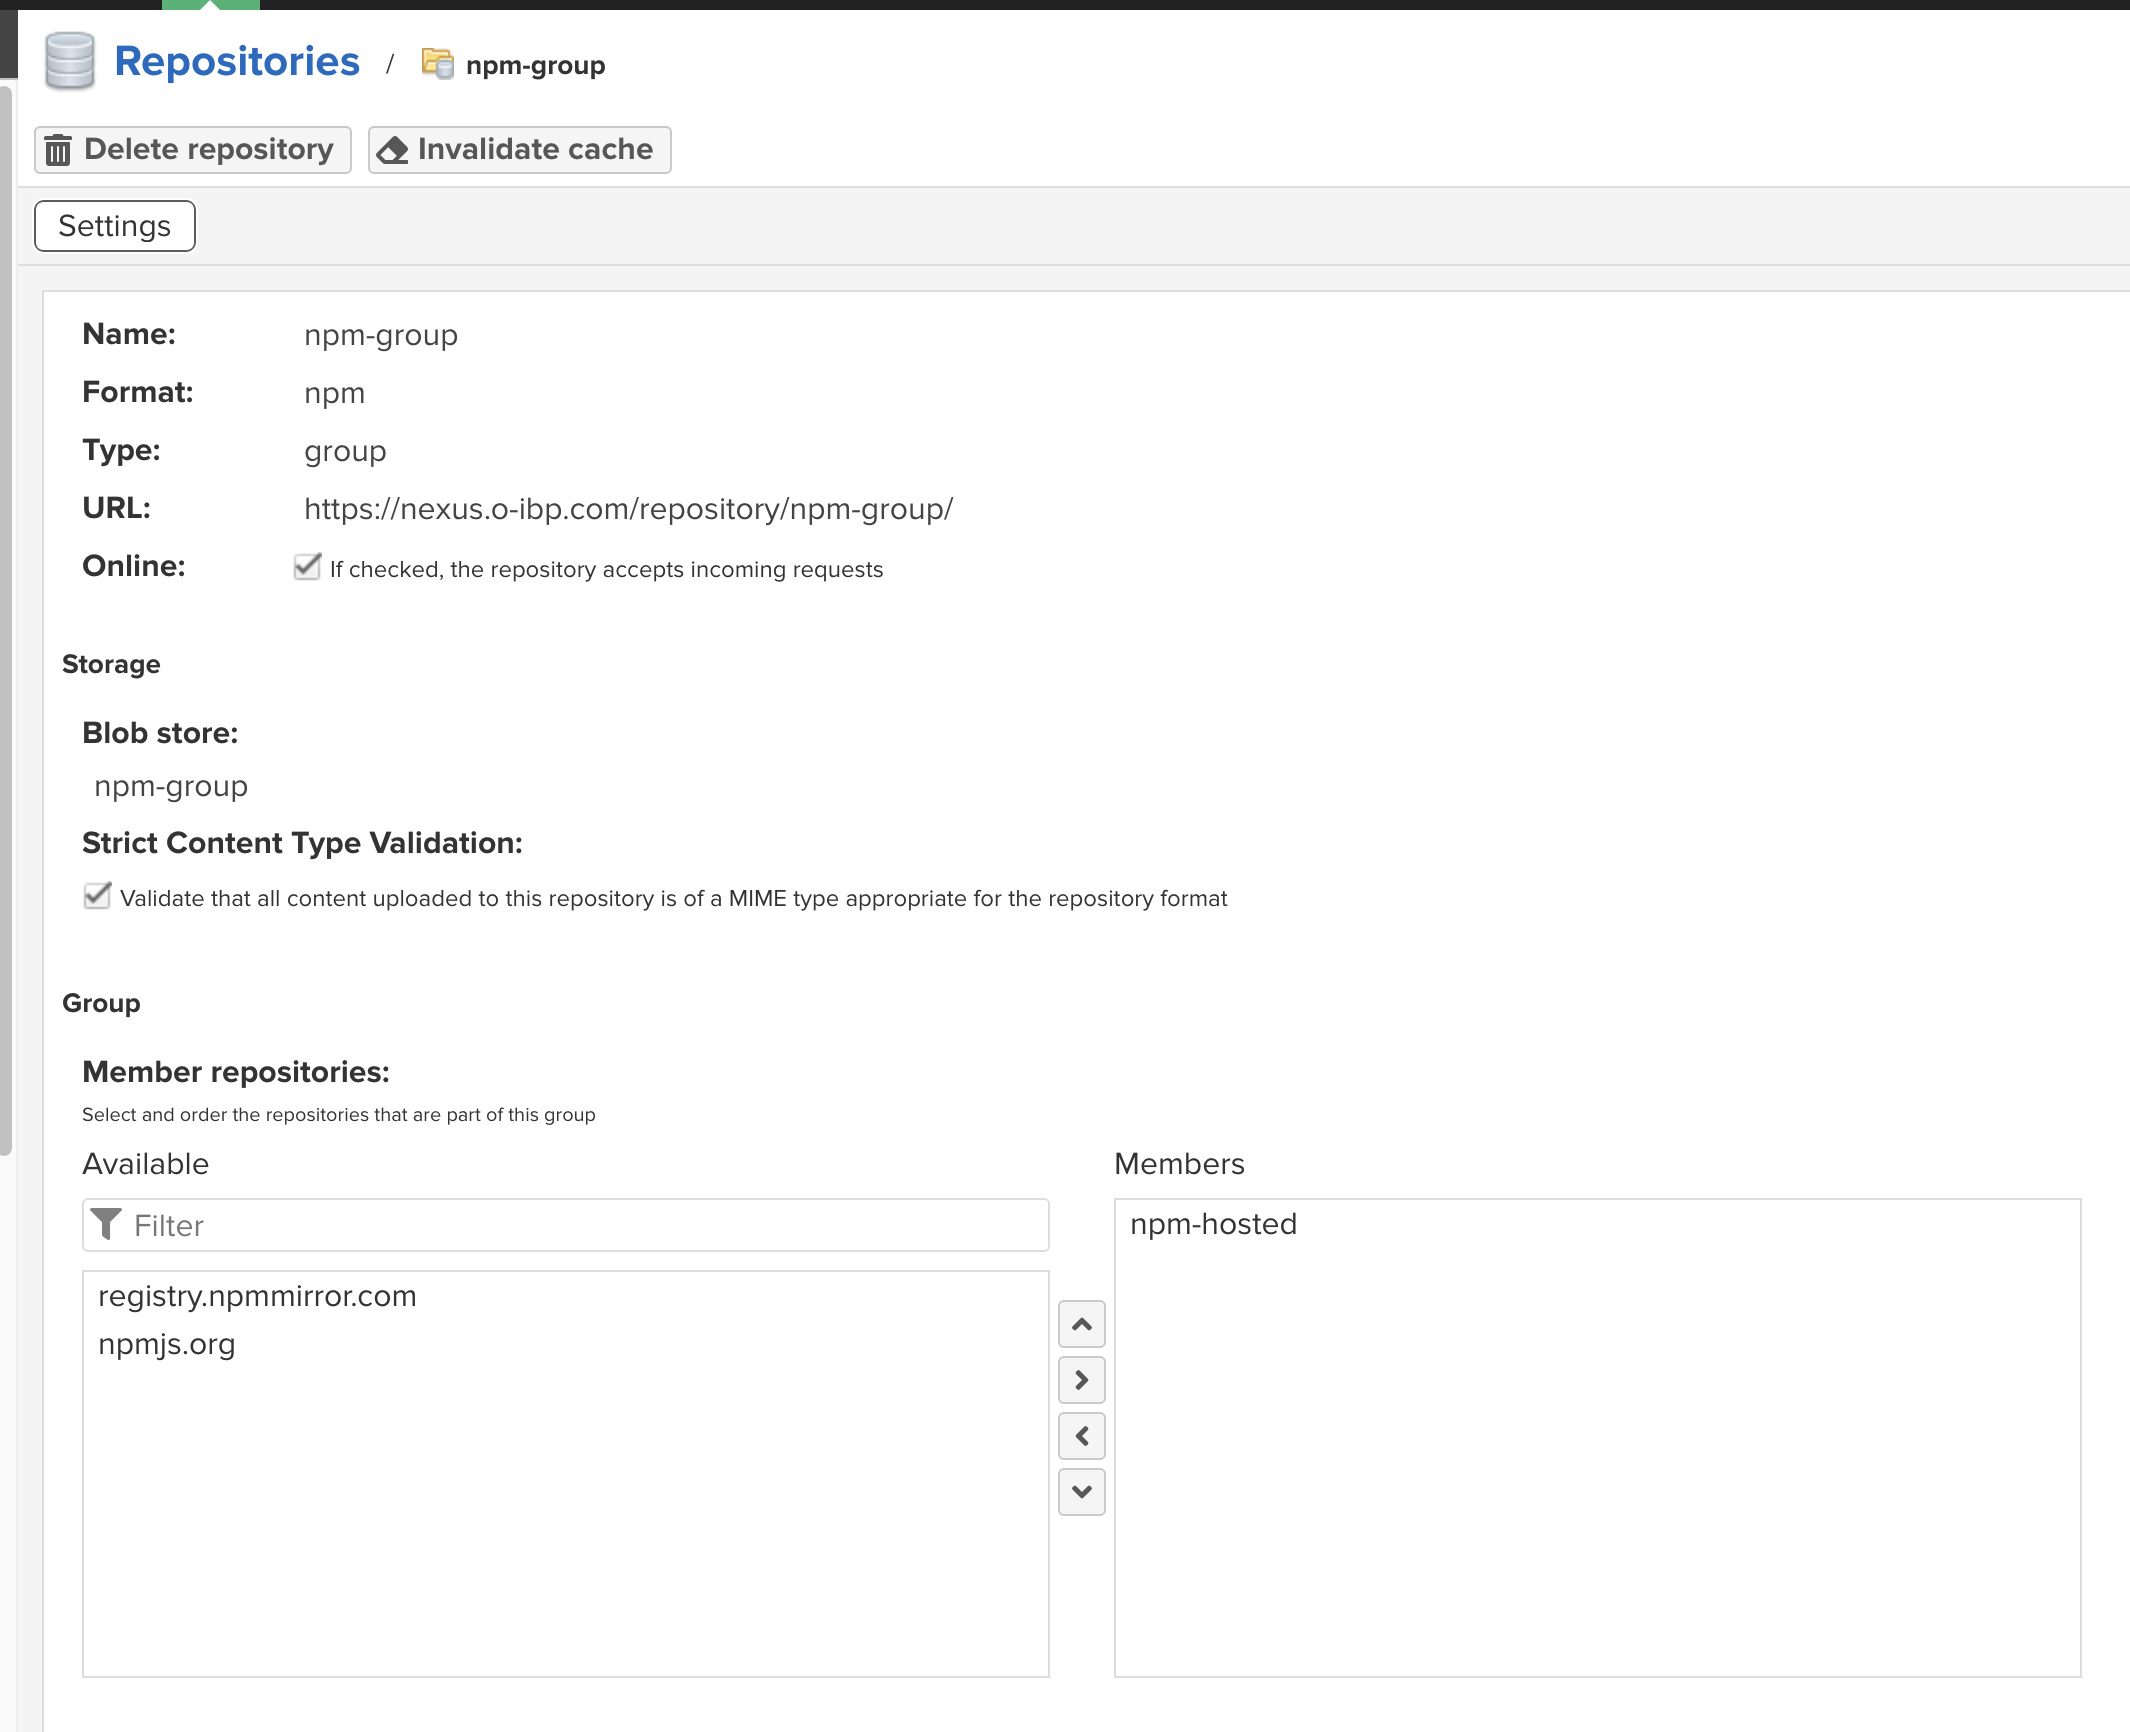 Repositories / npm-group
Delete repository Invalidate cache
Settings
Name: npm-group
Format: npm
Type: group
URL: https://nexus.o-ibp.com/repository/npm-group/
Online: If checked, the repository accepts incoming requests
Storage
Blob store:
npm-group
Strict Content Type Validation:
Validate that all content uploaded to this repository is of a MIME type appropriate for the repository format
Group
Member repositories:
Select and order the repositories that are part of this group
Available Members
Filter npm-hosted
registry.npmmirror.com
npmjs.org